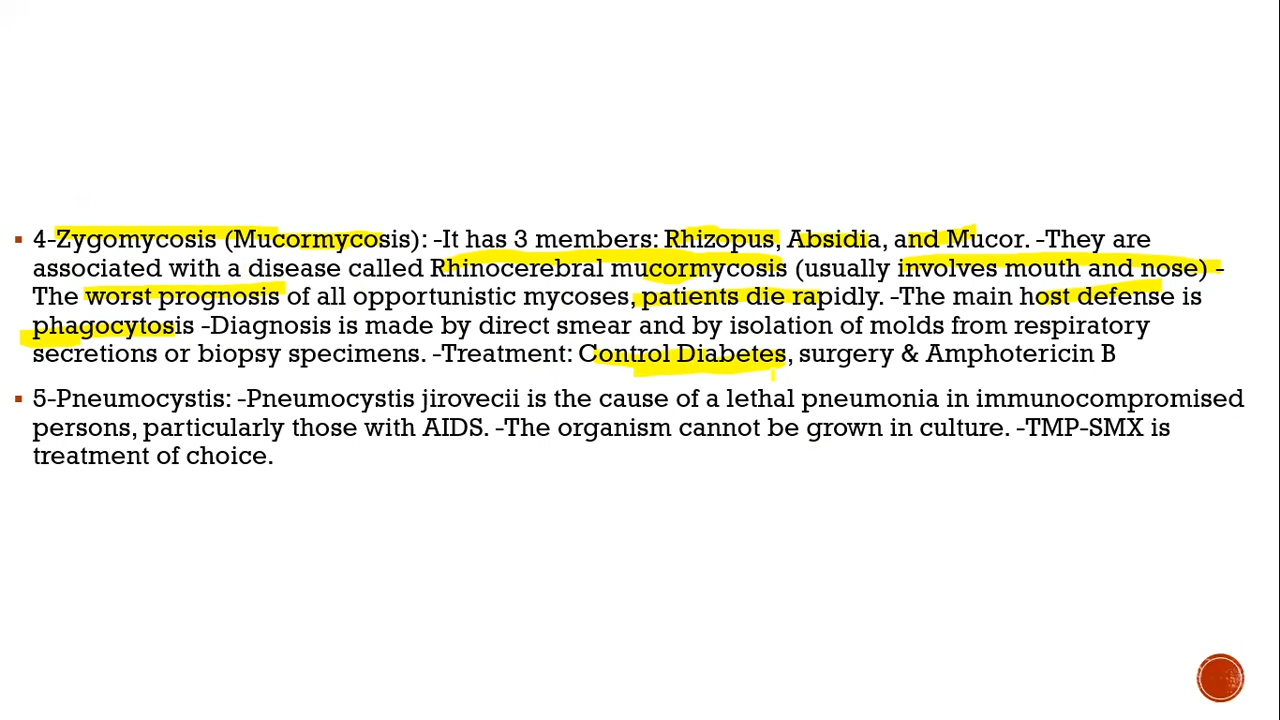 4-Zygomycosis (Mucormycosis): -It has 3 members: Rhizopus, Absidia, and Mucor. -They are
associated with a disease called Rhinocerebral mucormycosis (usually involves mouth and nose) -
The worst prognosis of all opportunistic mycoses, patients die rapidly. -The main host defense is
phagocytosis -Diagnosis is made by direct smear and by isolation of molds from respiratory
secretions or biopsy specimens. -Treatment: Control Diabetes, surgery & Amphotericin B
5-Pneumocystis: -Pneumocystis jirovecii is the cause of a lethal pneumonia in immunocompromised
persons, particularly those with AIDS. -The organism cannot be grown in culture. -TMP-SMX is
treatment of choice.